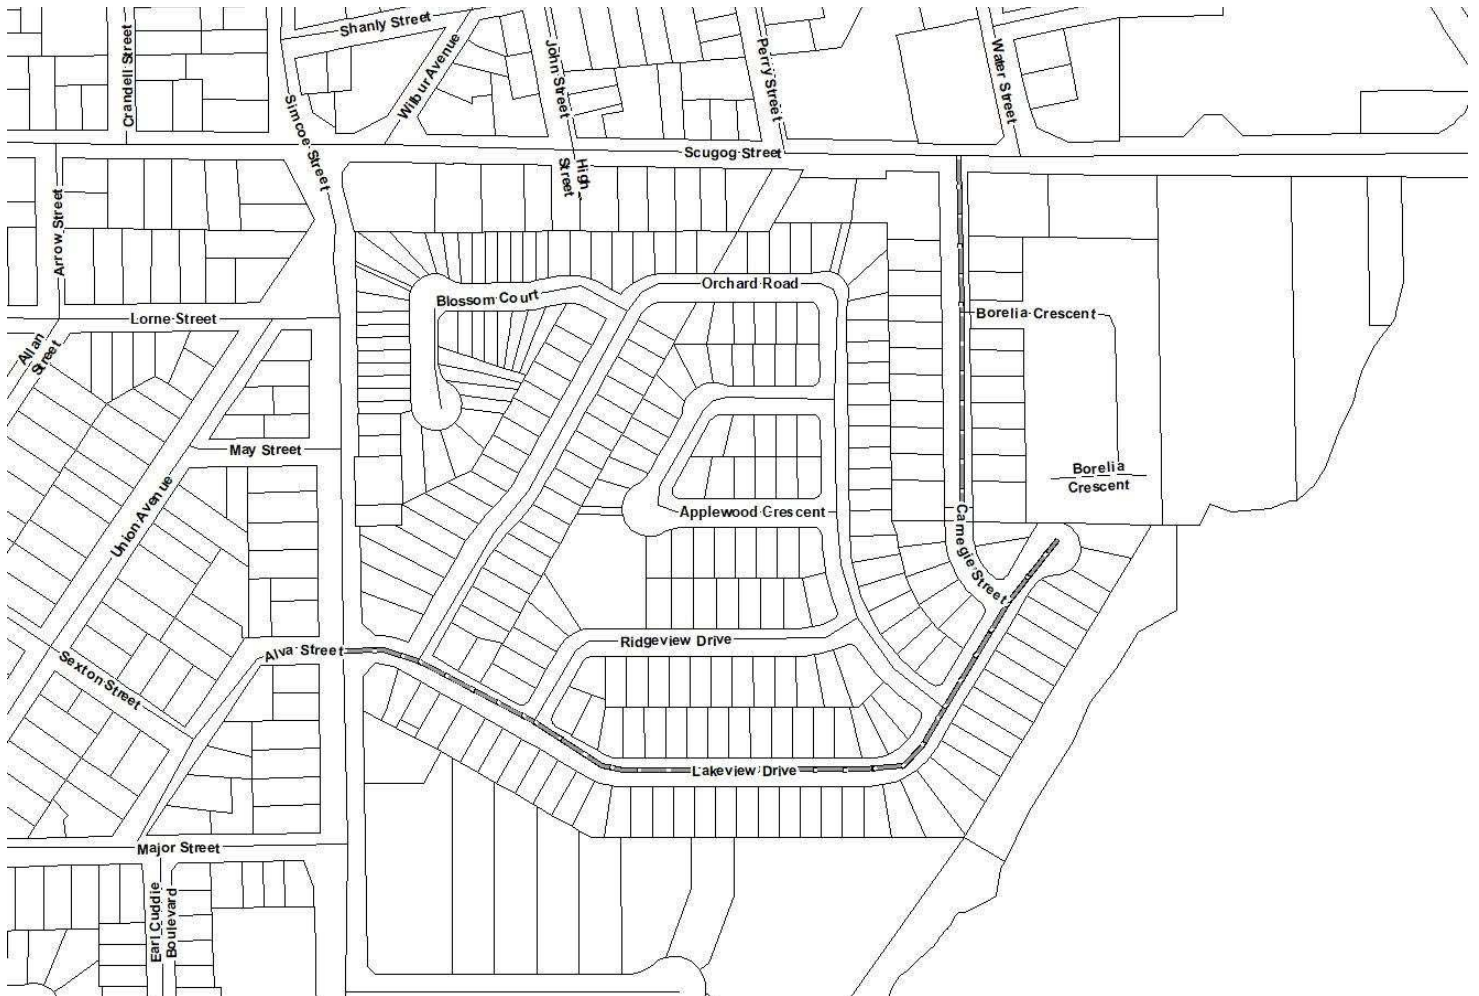 Shanly Street
Crandell Street
Wilbur Avenue
John Street
Perry Street
Water Street
Simcoe Street
Scugog Street
High
Street
Arrow Street
Orchard Road
Blossom Court
Lorne Street
Borelia Crescent
Allan
Street
May Street
Borelia
Crescent
Union Avenue
Applewood Crescent
Carnegie Street
Ridgeview Drive
Alva Street
Sexton Street
Lakeview Drive
Major Street
Earl Cuddie
Boulevard